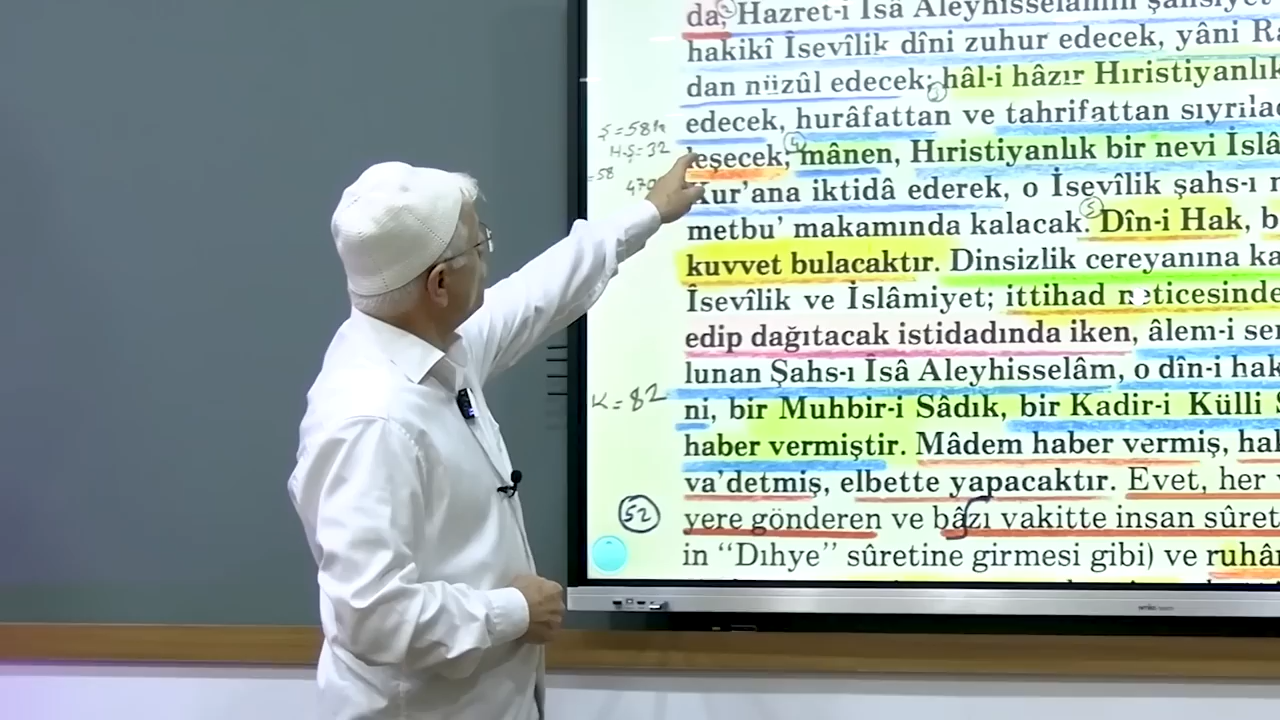 da, Hazret-i Îsâ Aleyhisselâmın şahsiyet
hakikî Îsevîlik dîni zuhur edecek, yâni Ra
dan nüzûl edecek; hâl-i hâzır Hıristiyanlık
edecek, hurâfattan ve tahrifattan sıyrılac
leşecek; mânen, Hıristiyanlık bir nevi İslâ
Kur'ana iktidâ ederek, o İsevîlik şahs-ı m
metbu' makamında kalacak. Dîn-i Hak, b
kuvvet bulacaktır. Dinsizlik cereyanına ka
Îsevîlik ve İslâmiyet; ittihad neticesinde
edip dağıtacak istidadında iken, âlem-i se
lunan Şahs-ı Îsâ Aleyhisselâm, o dîn-i hak
ni, bir Muhbir-i Sâdık, bir Kadir-i Külli Ş
haber vermiştir. Mâdem haber vermiş, hak
va'detmiş, elbette yapacaktır. Evet, her
yere gönderen ve bâzı vakitte insan sûret
in "Dıhye" sûretine girmesi gibi) ve ruhân
H.Ş=32
=58
K=82
52